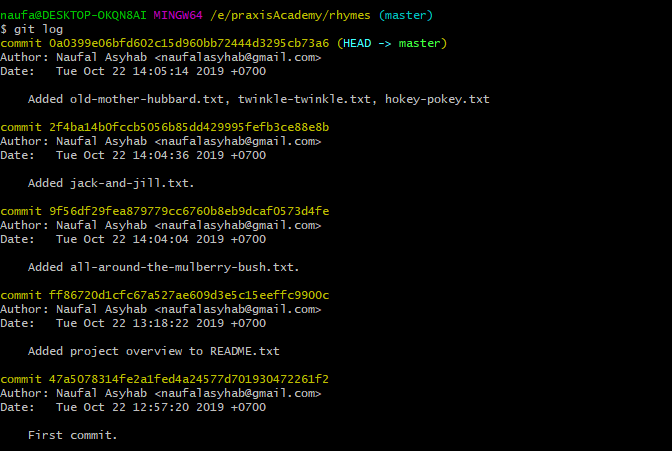 naufa@DESKTOP-OKQN8AI MINGW64 /e/praxisAcademy/rhymes (master)
$ git log
commit 0a0399e06bfd602c15d960bb72444d3295cb73a6 (HEAD -> master)
Author: Naufal Asyhab <naufalasyhab@gmail.com>
Date:   Tue Oct 22 14:05:14 2019 +0700
    Added old-mother-hubbard.txt, twinkle-twinkle.txt, hokey-pokey.txt
commit 2f4ba14b0fccb5056b85dd429995fefb3ce88e8b
Author: Naufal Asyhab <naufalasyhab@gmail.com>
Date:   Tue Oct 22 14:04:36 2019 +0700
    Added jack-and-jill.txt.
commit 9f56df29fea879779cc6760b8eb9dcaf0573d4fe
Author: Naufal Asyhab <naufalasyhab@gmail.com>
Date:   Tue Oct 22 14:04:04 2019 +0700
    Added all-around-the-mulberry-bush.txt.
commit ff86720d1cfc67a527ae609d3e5c15eeffc9900c
Author: Naufal Asyhab <naufalasyhab@gmail.com>
Date:   Tue Oct 22 13:18:22 2019 +0700
    Added project overview to README.txt
commit 47a5078314fe2a1fed4a24577d701930472261f2
Author: Naufal Asyhab <naufalasyhab@gmail.com>
Date:   Tue Oct 22 12:57:20 2019 +0700
    First commit.